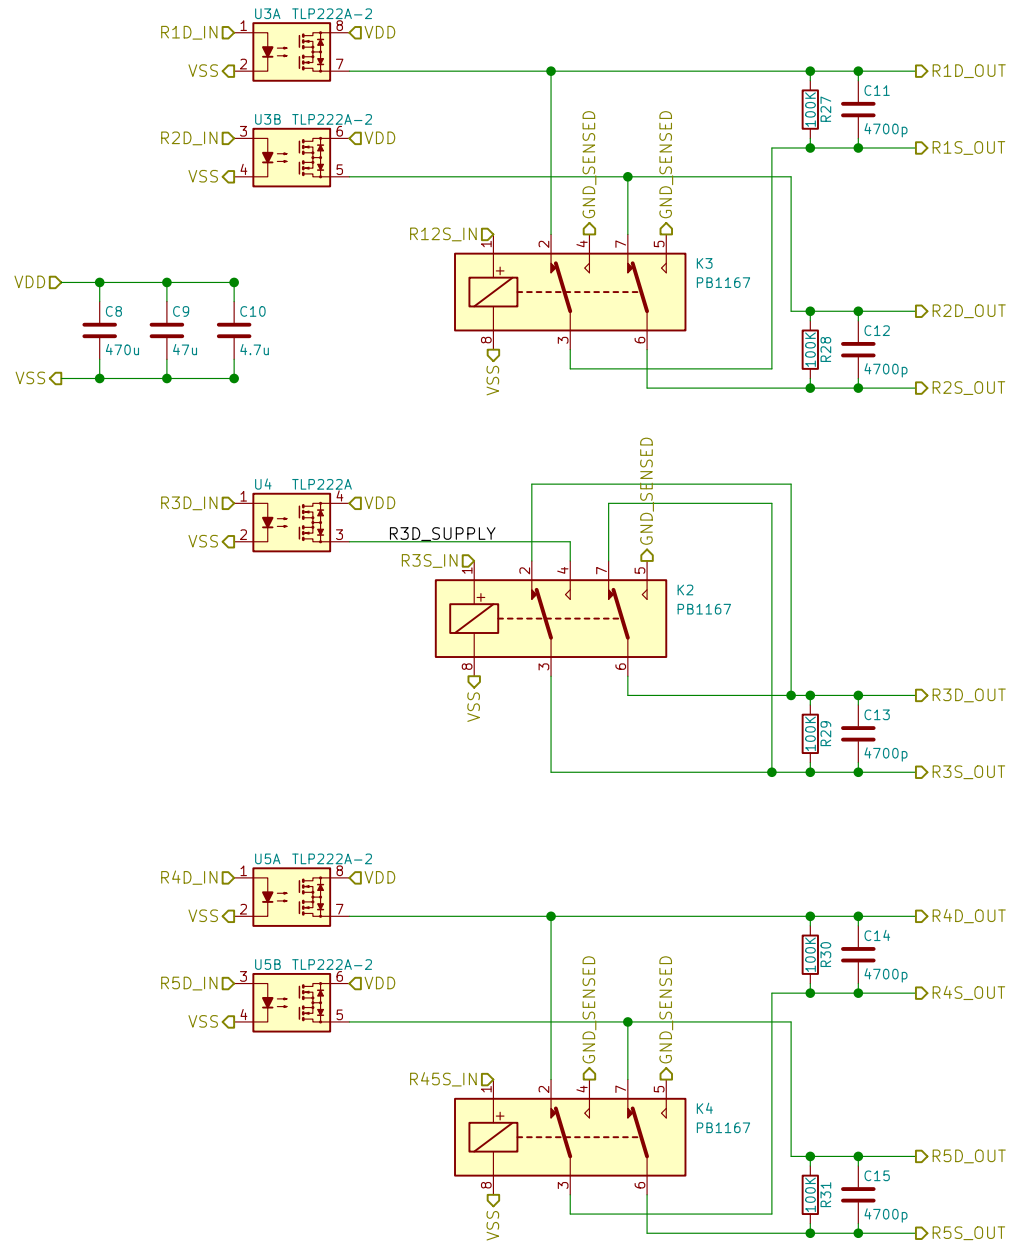 U3A TLP222A-2
R1D_IN 1 8 VDD
VSS 2 7 R1D_OUT
100K R27 C11 4700p
U3B TLP222A-2
R2D_IN 3 6 VDD
R1S_OUT
VSS 4 5
GND_SENSED GND_SENSED
R12S_IN 1 2 4 7 5
K3
PB1167
+
VDD
C8 C9 C10
470u 47u 4.7u
VSS
8 3 6
VSS
R2D_OUT
100K R28 C12 4700p
R2S_OUT
GND_SENSED
U4 TLP222A
R3D_IN 1 4 VDD
VSS 2 3 R3D_SUPPLY
R3S_IN 1 2 4 7 5
K2
PB1167
+
8 3 6
VSS
R3D_OUT
100K R29 C13 4700p
R3S_OUT
U5A TLP222A-2
R4D_IN 1 8 VDD
VSS 2 7 R4D_OUT
100K R30 C14 4700p
U5B TLP222A-2
R5D_IN 3 6 VDD
R4S_OUT
VSS 4 5
GND_SENSED GND_SENSED
R45S_IN 1 2 4 7 5
K4
PB1167
+
8 3 6
VSS
R5D_OUT
100K R31 C15 4700p
R5S_OUT